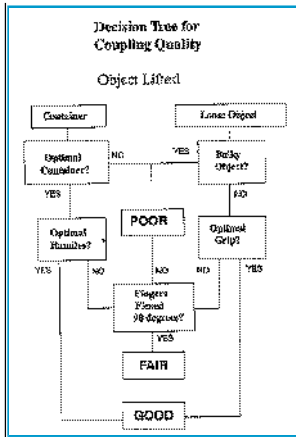 Decision Tree for
Coupling Quality
Object Lifted
Container
Loose Object
Optimal
Container?
NO
YES
Bulky
Object?
YES
NO
Optimal
Handles?
POOR
Optimal
Grip?
YES
NO
NO
NO
YES
Fingers
Flexed
90 degrees?
YES
FAIR
GOOD